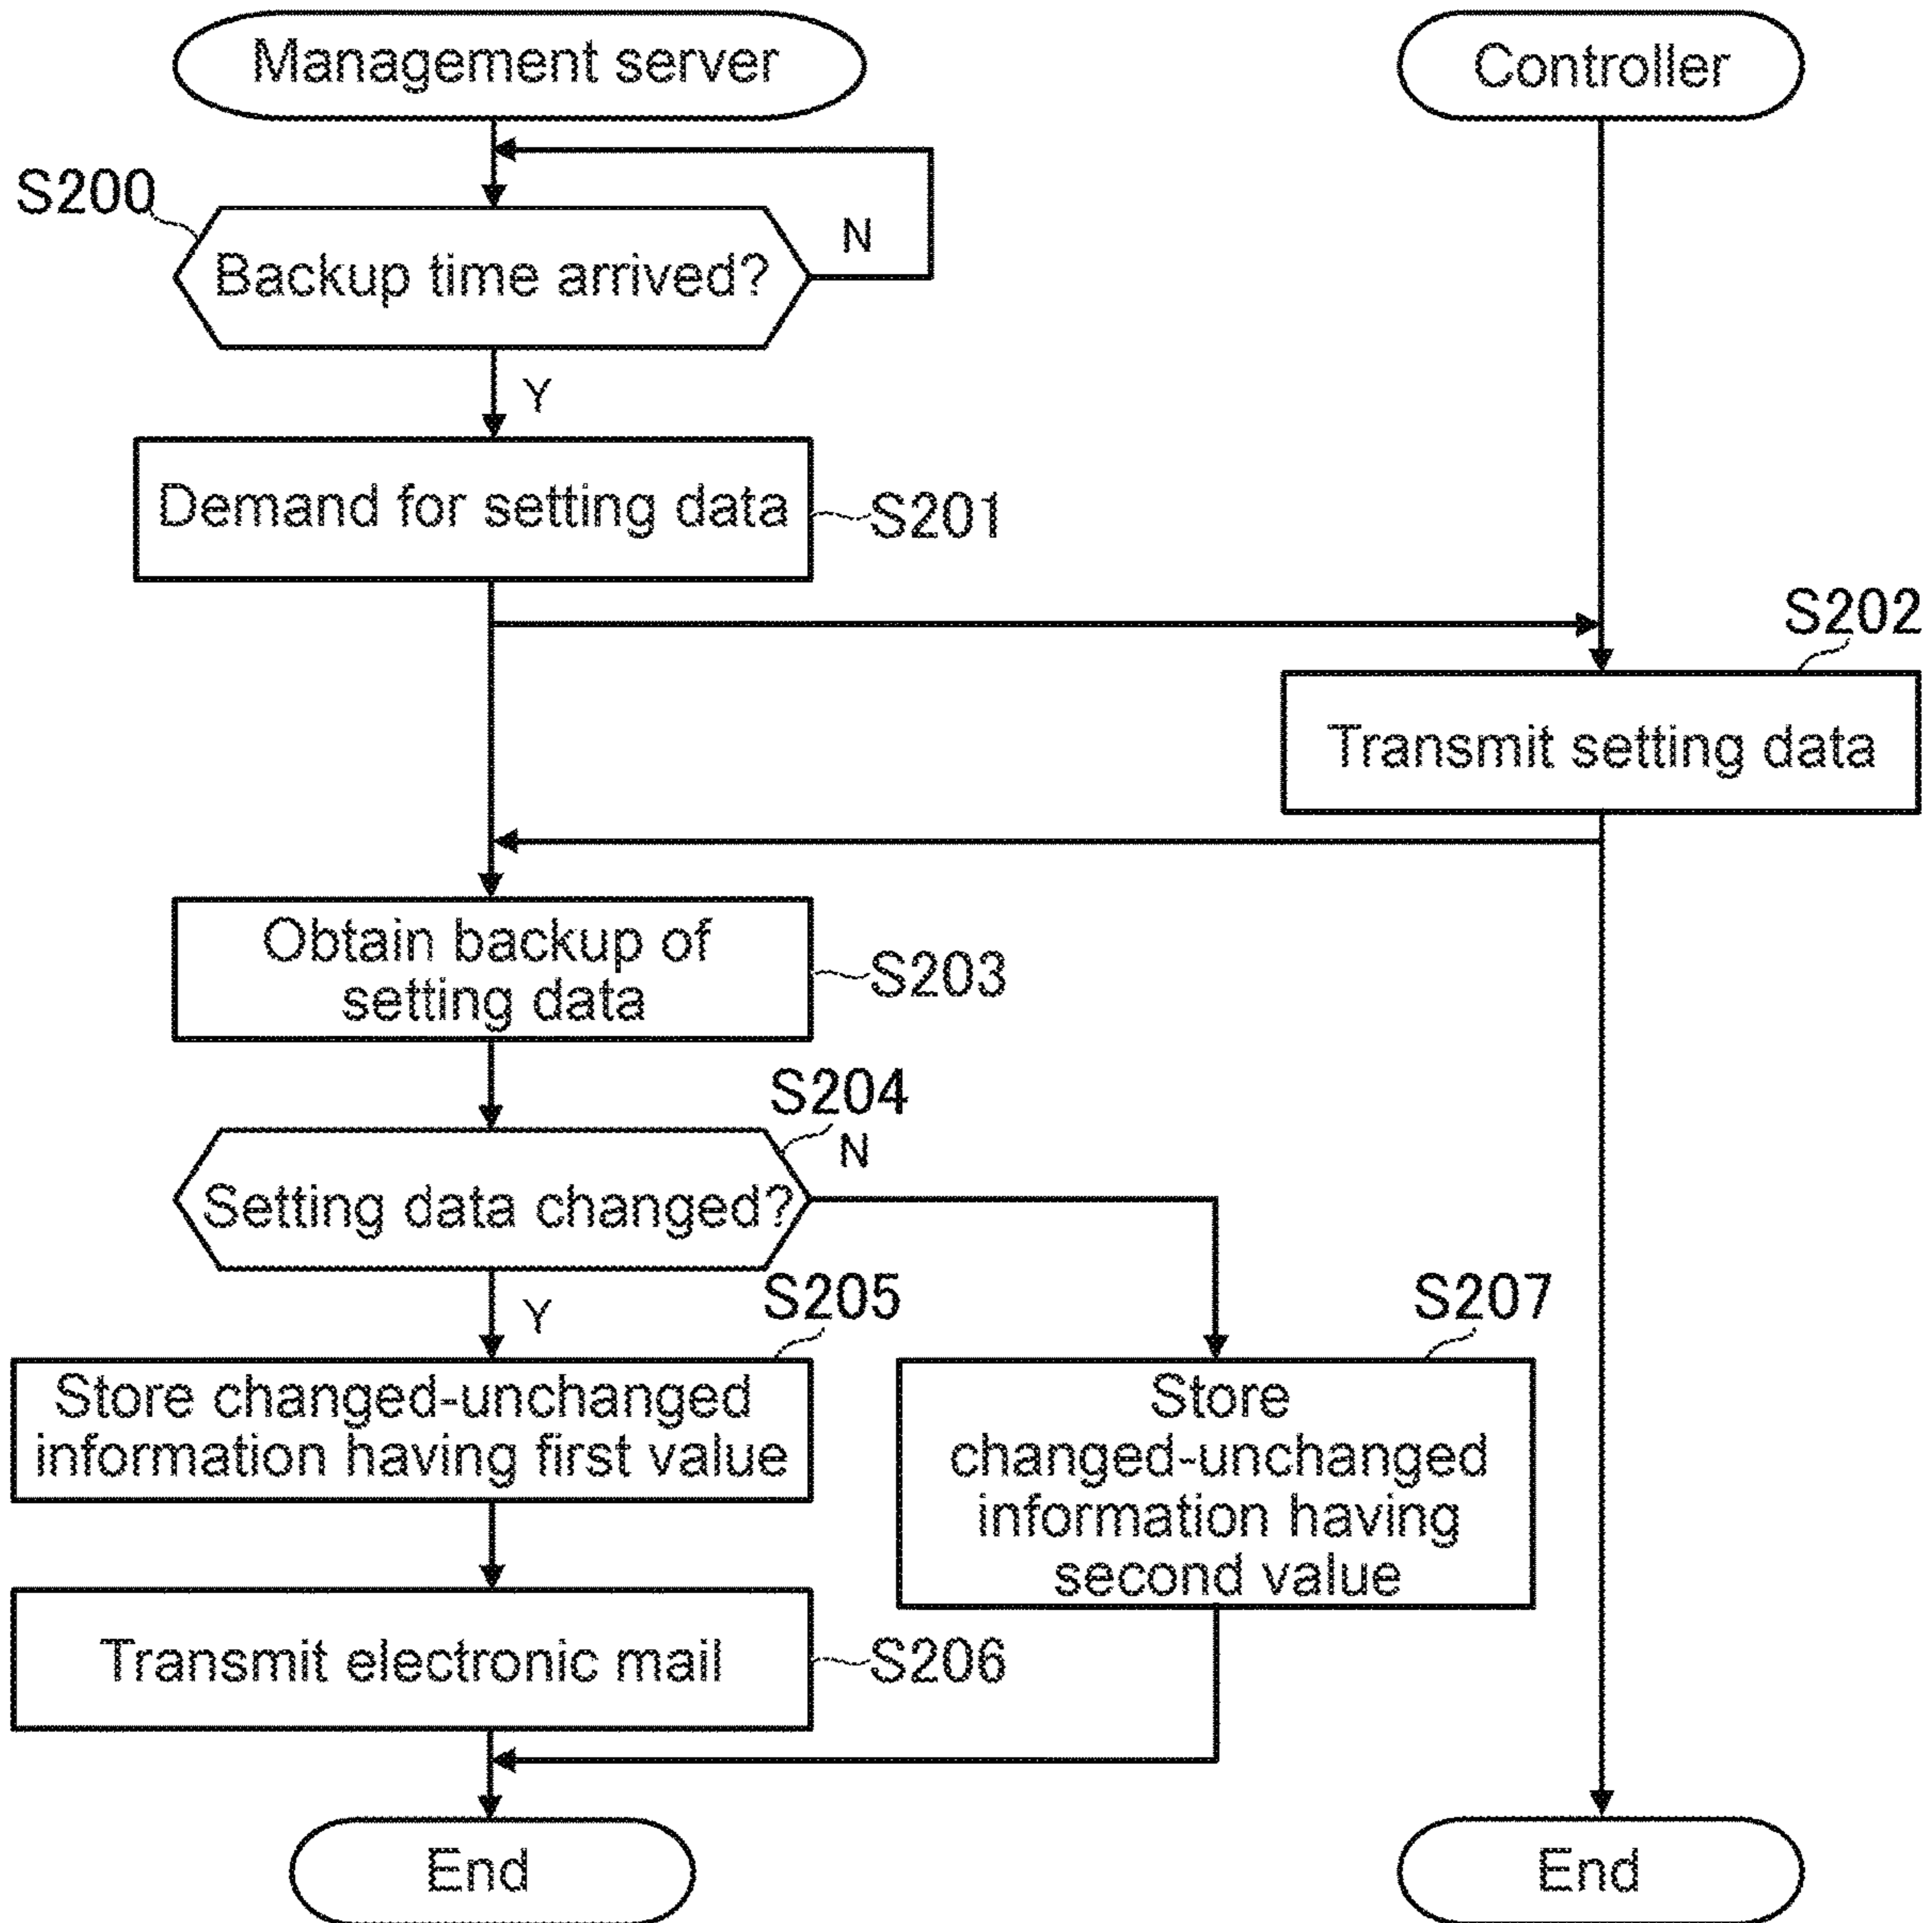 Management server
Controller
S200
N
Backup time arrived?
Y
Demand for setting data
S201
S202
Transmit setting data
Obtain backup of
setting data
S203
S204
N
Setting data changed?
Y
S205
S207
Store changed-unchanged
information having first value
Store
changed-unchanged
information having
second value
Transmit electronic mail
S206
End
End